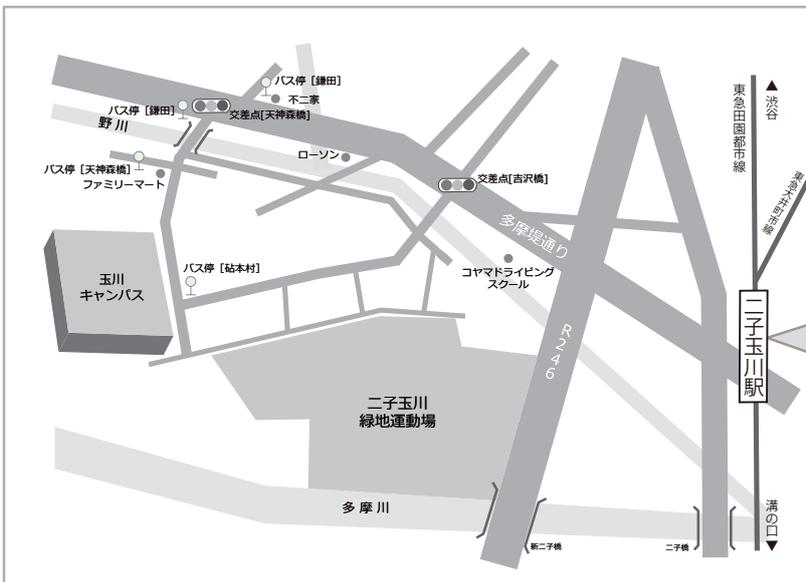 バス停［鎌田］
不二家
バス停［鎌田］
交差点[天神森橋]
野川
ローソン
バス停［天神森橋］
ファミリーマート
交差点[吉沢橋]
多摩堤通り
コヤマドライビング
スクール
玉川
キャンパス
バス停［砧本村］
二子玉川
緑地運動場
R246
多摩川
新二子橋
二子橋
▲渋谷
東急田園都市線
東急大井町市線
二子玉川駅
溝の口▼